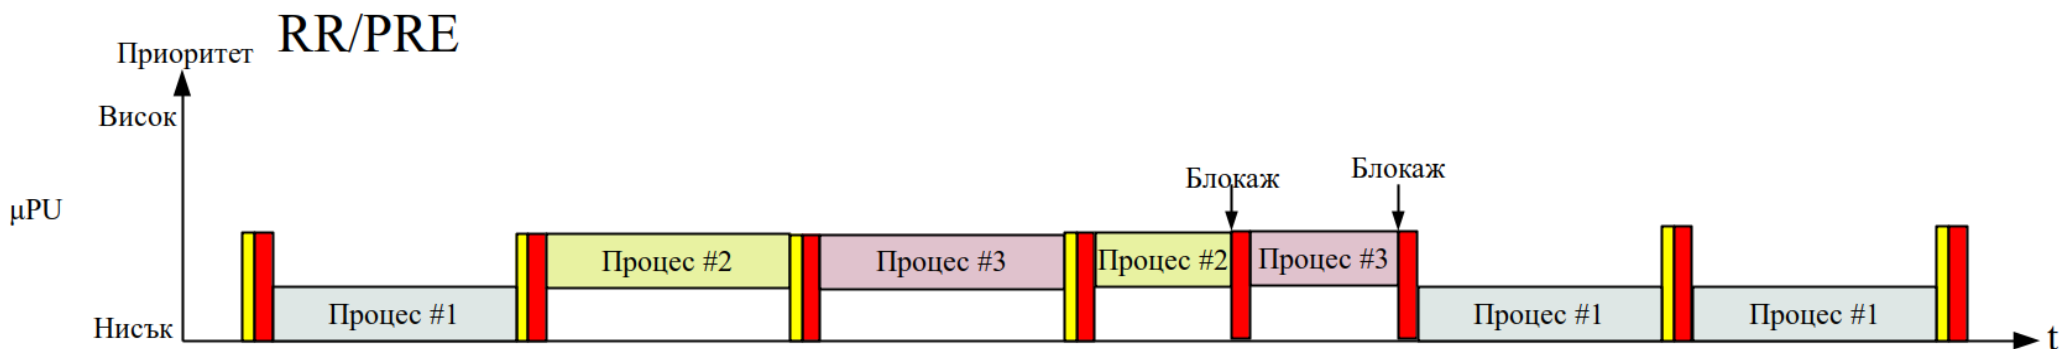 RR/PRE
Приоритет
Висок
Блокаж
Блокаж
μPU
Процес #2
Процес #3
Процес #2
Процес #3
Процес #1
Процес #1
Процес #1
Нисък
t